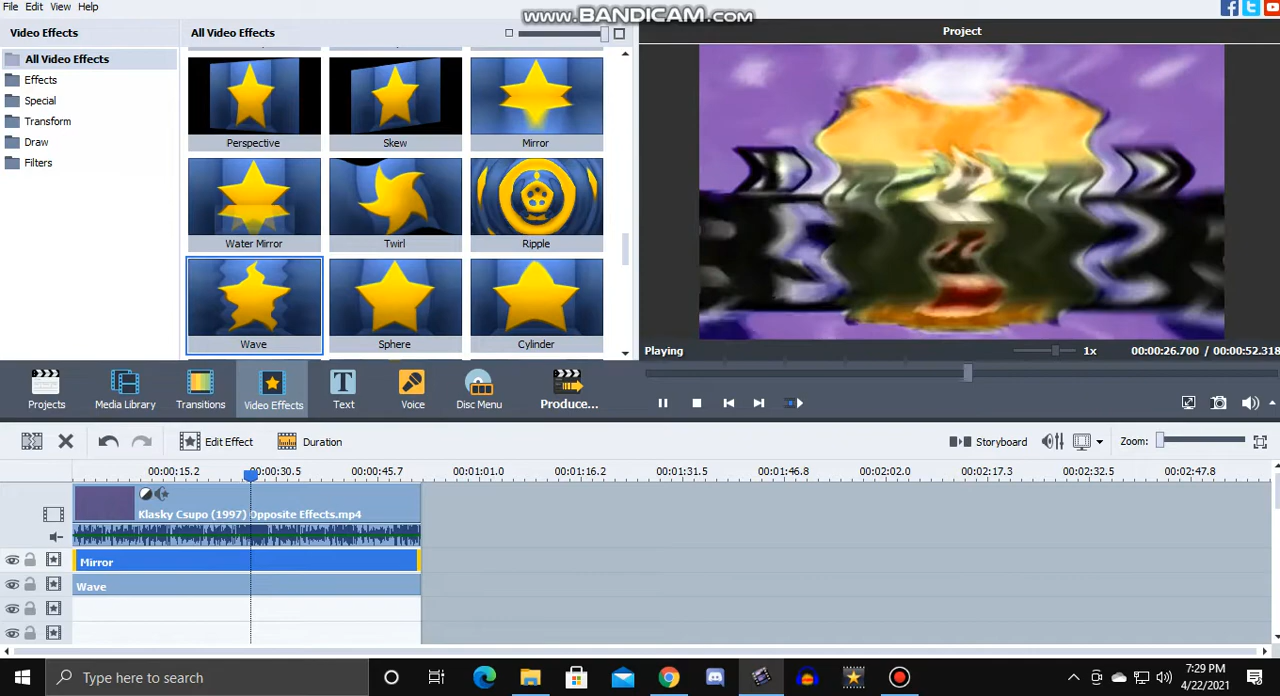 File Edit View Help
www.BANDICAM.com
Video Effects
All Video Effects
Project
All Video Effects
Effects
Special
Transform
Draw
Filters
Perspective Skew Mirror
Water Mirror Twirl Ripple
Wave Sphere Cylinder
Playing 1x 00:00:26.700 / 00:00:52.318
Projects Media Library Transitions Video Effects Text Voice Disc Menu Produce...
Edit Effect Duration Storyboard Zoom:
00:00:15.2 00:00:30.5 00:00:45.7 00:01:01.0 00:01:16.2 00:01:31.5 00:01:46.8 00:02:02.0 00:02:17.3 00:02:32.5 00:02:47.8
Klasky Csupo (1997) Opposite Effects.mp4
Mirror
Wave
Type here to search
7:29 PM
4/22/2021